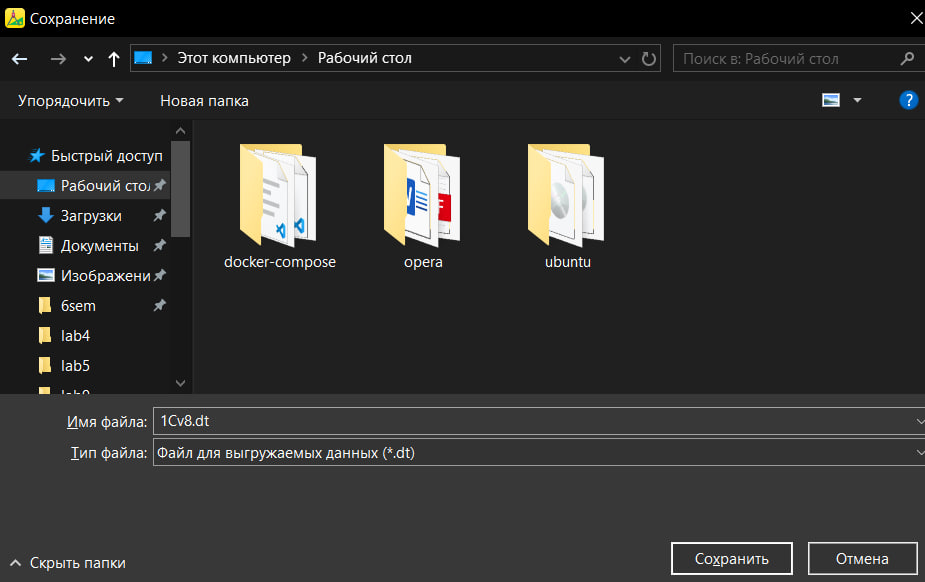 Сохранение
Этот компьютер Рабочий стол
Поиск в: Рабочий стол
Упорядочить Новая папка
?
Быстрый доступ
Рабочий сто
Загрузки
Документы
Изображени
6sem
lab4
lab5
docker-compose
opera
ubuntu
Имя файла: 1Cv8.dt
Тип файла: Файл для выгружаемых данных (*.dt)
Скрыть папки
Сохранить Отмена